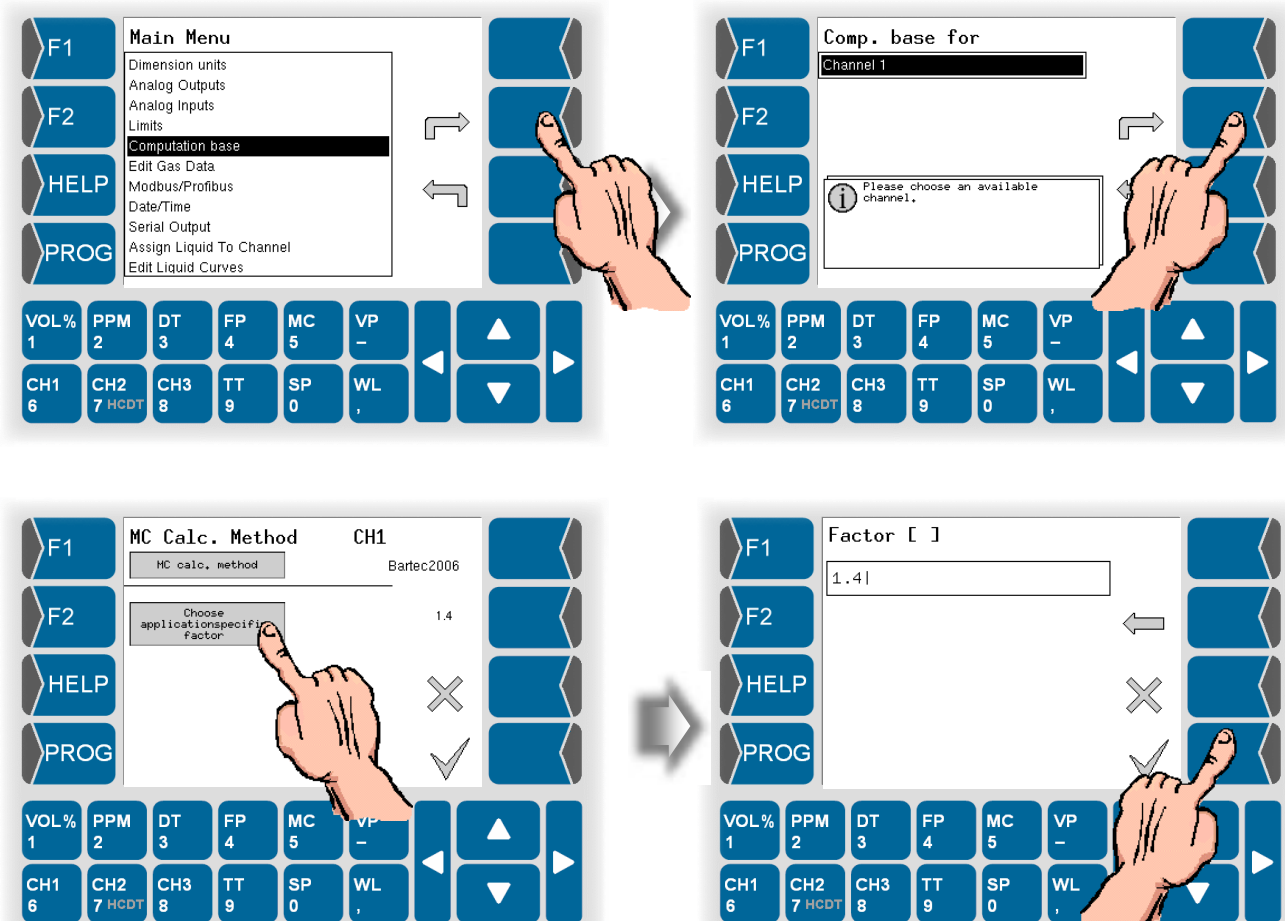 F1
F2
HELP
PROG
Main Menu
Dimension units
Analog Outputs
Analog Inputs
Limits
Computation base
Edit Gas Data
Modbus/Profibus
Date/Time
Serial Output
Assign Liquid To Channel
Edit Liquid Curves
VOL% PPM DT FP MC VP
1 2 3 4 5 –
CH1 CH2 CH3 TT SP WL
6 7 HCDT 8 9 0 ,
F1
F2
HELP
PROG
Comp. base for
Channel 1
Please choose an available
channel.
VOL% PPM DT FP MC VP
1 2 3 4 5 –
CH1 CH2 CH3 TT SP WL
6 7 HCDT 8 9 0 ,
F1
F2
HELP
PROG
MC Calc. Method CH1
MC calc. method Bartec2006
Choose
1.4
factor
VOL% PPM DT FP MC VP
1 2 3 4 5 –
CH1 CH2 CH3 TT SP WL
6 7 HCDT 8 9 0 ,
F1
F2
HELP
PROG
Factor [ ]
1.4
VOL% PPM DT FP MC VP
1 2 3 4 5 –
CH1 CH2 CH3 TT SP WL
6 7 HCDT 8 9 0 ,